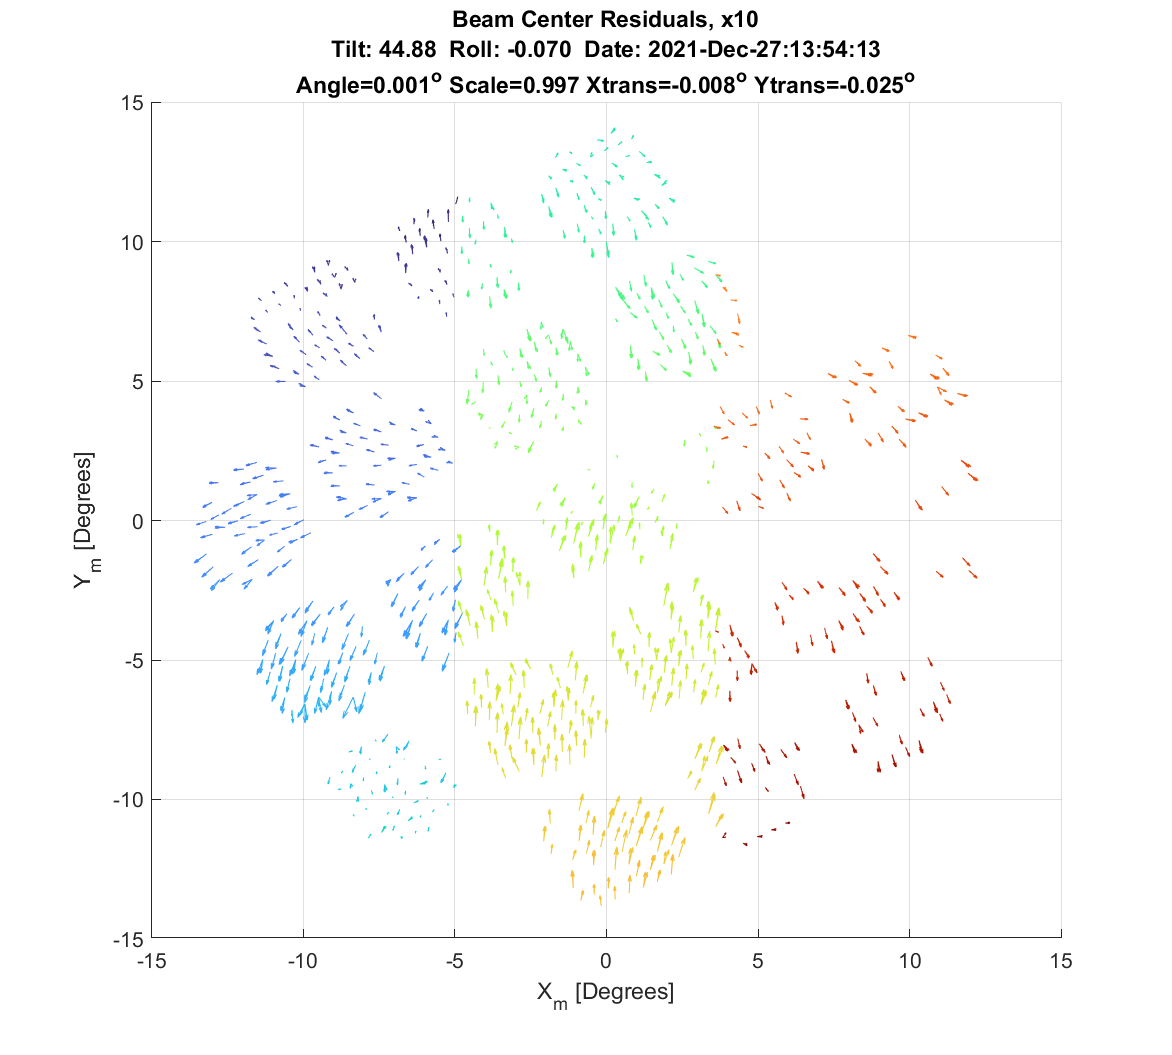 Beam Center Residuals, x10
Tilt: 44.88 Roll: -0.070 Date: 2021-Dec-27:13:54:13
Angle=0.001° Scale=0.997 Xtrans=-0.008° Ytrans=-0.025°
15
10
5
0
-5
-10
-15
Y_m [Degrees]
-15 -10 -5 0 5 10 15
X_m [Degrees]